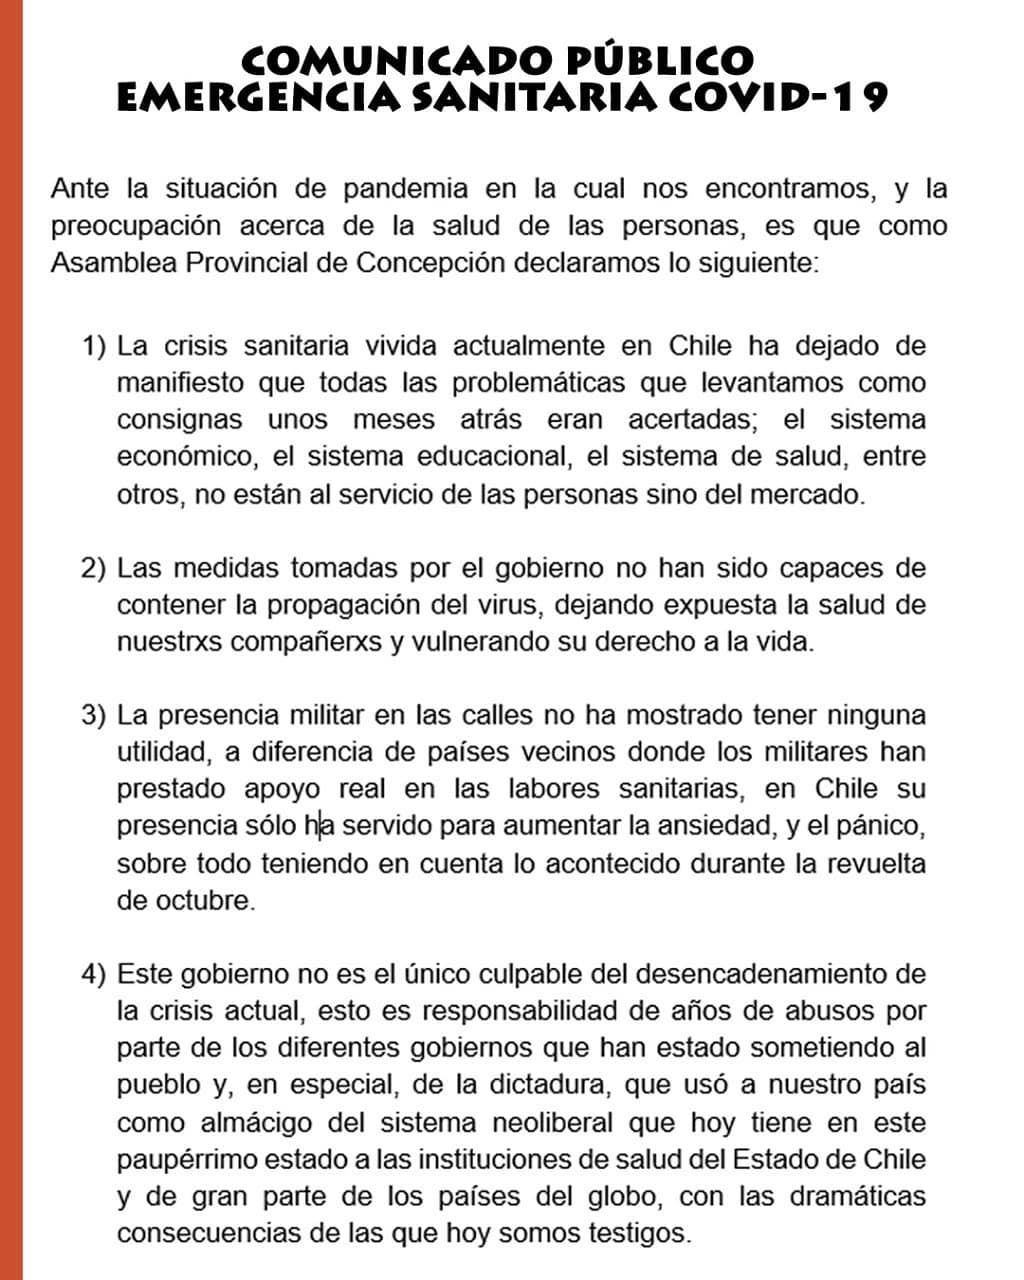 COMUNICADO PÚBLICO
EMERGENCIA SANITARIA COVID-19
Ante la situación de pandemia en la cual nos encontramos, y la
preocupación acerca de la salud de las personas, es que como
Asamblea Provincial de Concepción declaramos lo siguiente:
1) La crisis sanitaria vivida actualmente en Chile ha dejado de
manifiesto que todas las problemáticas que levantamos como
consignas unos meses atrás eran acertadas; el sistema
económico, el sistema educacional, el sistema de salud, entre
otros, no están al servicio de las personas sino del mercado.
2) Las medidas tomadas por el gobierno no han sido capaces de
contener la propagación del virus, dejando expuesta la salud de
nuestrxs compañerxs y vulnerando su derecho a la vida.
3) La presencia militar en las calles no ha mostrado tener ninguna
utilidad, a diferencia de países vecinos donde los militares han
prestado apoyo real en las labores sanitarias, en Chile su
presencia sólo ha servido para aumentar la ansiedad, y el pánico,
sobre todo teniendo en cuenta lo acontecido durante la revuelta
de octubre.
4) Este gobierno no es el único culpable del desencadenamiento de
la crisis actual, esto es responsabilidad de años de abusos por
parte de los diferentes gobiernos que han estado sometiendo al
pueblo y, en especial, de la dictadura, que usó a nuestro país
como almácigo del sistema neoliberal que hoy tiene en este
paupérrimo estado a las instituciones de salud del Estado de Chile
y de gran parte de los países del globo, con las dramáticas
consecuencias de las que hoy somos testigos.